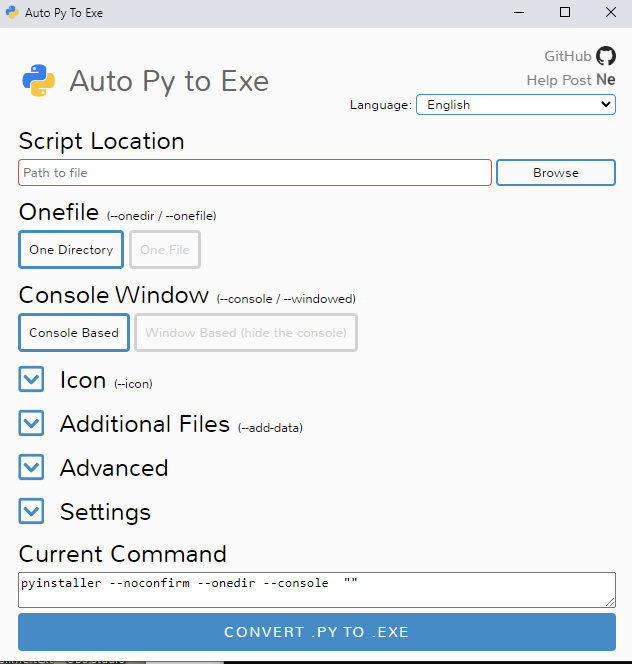 Auto Py To Exe
GitHub
Help Post Ne
Auto Py to Exe
Language: English
Script Location
Path to file Browse
Onefile (--onedir / --onefile)
One Directory One File
Console Window (--console / --windowed)
Console Based Window Based (hide the console)
Icon (--icon)
Additional Files (--add-data)
Advanced
Settings
Current Command
pyinstaller --noconfirm --onedir --console  ""
CONVERT .PY TO .EXE